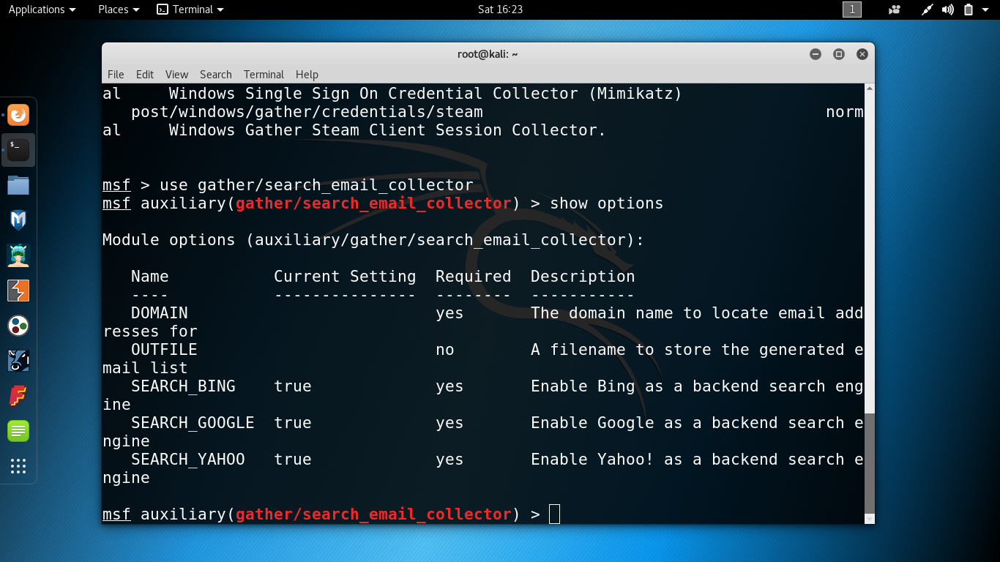 Applications Places Terminal Sat 16:23 1
root@kali: ~
File Edit View Search Terminal Help
al     Windows Single Sign On Credential Collector (Mimikatz)
   post/windows/gather/credentials/steam                                    norm
al     Windows Gather Steam Client Session Collector.
msf > use gather/search_email_collector
msf auxiliary(gather/search_email_collector) > show options
Module options (auxiliary/gather/search_email_collector):
   Name           Current Setting  Required  Description
   ----           ---------------  --------  -----------
   DOMAIN                          yes       The domain name to locate email add
resses for
   OUTFILE                         no        A filename to store the generated e
mail list
   SEARCH_BING    true             yes       Enable Bing as a backend search eng
ine
   SEARCH_GOOGLE  true             yes       Enable Google as a backend search e
ngine
   SEARCH_YAHOO   true             yes       Enable Yahoo! as a backend search e
ngine
msf auxiliary(gather/search_email_collector) >